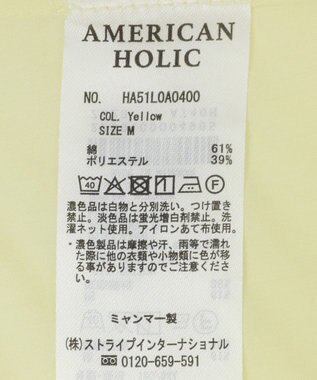 AMERICAN
HOLIC
NO. HA51L0A0400
COL. Yellow
SIZE M
綿 61%
ポリエステル 39%
40 F
濃色品は白物と分別洗い。つけ置き
禁止。淡色品は蛍光増白剤禁止。洗
濯ネット使用。アイロンあて布使用。
・濃色製品は摩擦や汗、雨等で濡れ
た際に他の衣類や小物類に色が移
る事がありますのでご注意くださ
い。
ミャンマー製
(株)ストライプインターナショナル
0120-659-591